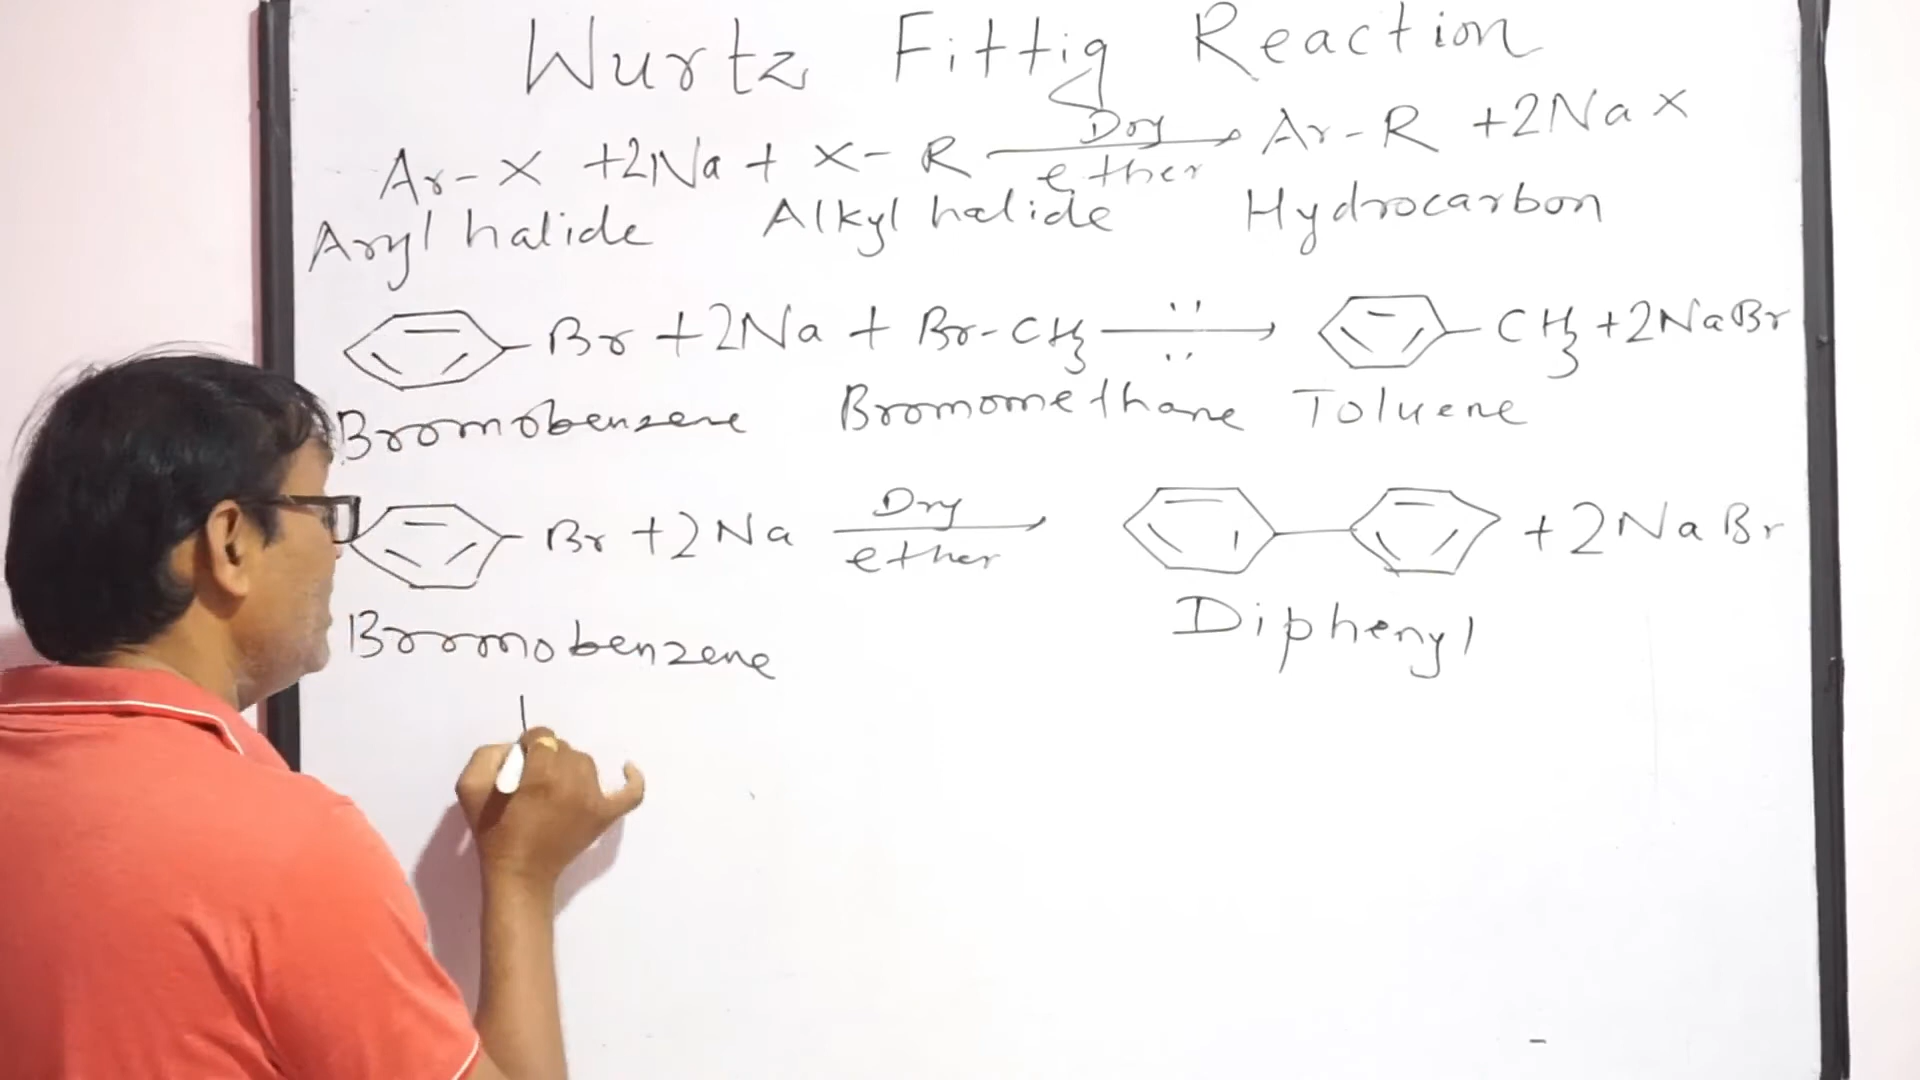 Wurtz Fittig Reaction
Ar-X +2Na + X-R Dry ether Ar-R +2NaX
Aryl halide Alkyl halide Hydrocarbon
Br +2Na + Br-CH3 '' '' CH3 +2NaBr
Bromobenzene Bromomethane Toluene
Br +2Na Dry ether +2NaBr
Bromobenzene Diphenyl